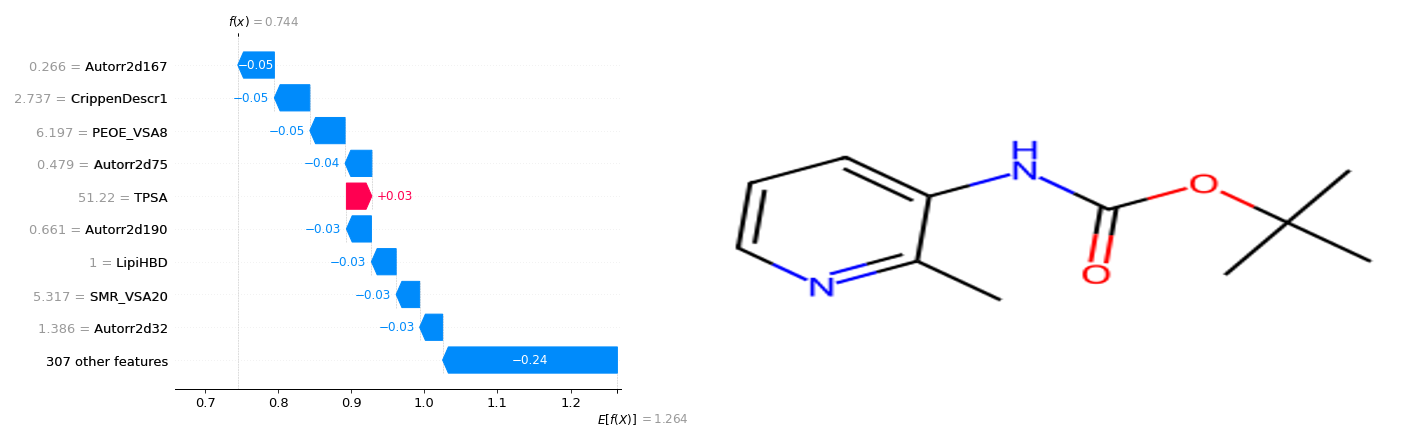 f(x) = 0.744
0.266 = Autorr2d167
−0.05
2.737 = CrippenDescr1
−0.05
6.197 = PEOE_VSA8
−0.05
0.479 = Autorr2d75
−0.04
51.22 = TPSA
+0.03
0.661 = Autorr2d190
−0.03
1 = LipiHBD
−0.03
5.317 = SMR_VSA20
−0.03
1.386 = Autorr2d32
−0.03
307 other features
−0.24
0.7 0.8 0.9 1.0 1.1 1.2
E[f(X)] = 1.264
H
N
O
O
N